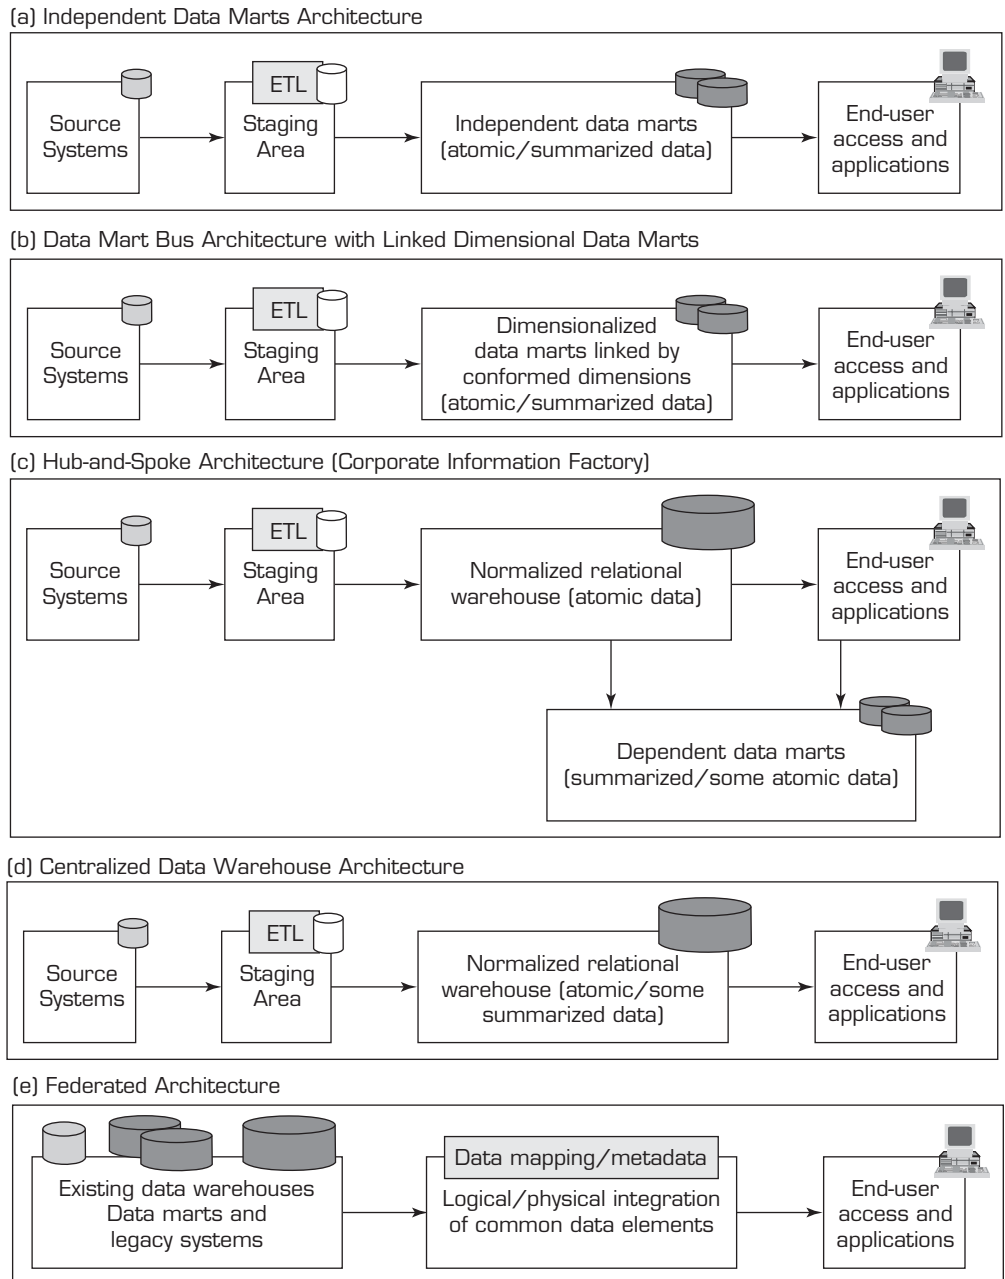 (a) Independent Data Marts Architecture
ETL
Source
Systems
Staging
Area
Independent data marts
(atomic/summarized data)
End-user
access and
applications
(b) Data Mart Bus Architecture with Linked Dimensional Data Marts
ETL
Source
Systems
Staging
Area
Dimensionalized
data marts linked by
conformed dimensions
(atomic/summarized data)
End-user
access and
applications
(c) Hub-and-Spoke Architecture (Corporate Information Factory)
ETL
Source
Systems
Staging
Area
Normalized relational
warehouse (atomic data)
End-user
access and
applications
Dependent data marts
(summarized/some atomic data)
(d) Centralized Data Warehouse Architecture
ETL
Source
Systems
Staging
Area
Normalized relational
warehouse (atomic/some
summarized data)
End-user
access and
applications
(e) Federated Architecture
Existing data warehouses
Data marts and
legacy systems
Data mapping/metadata
Logical/physical integration
of common data elements
End-user
access and
applications